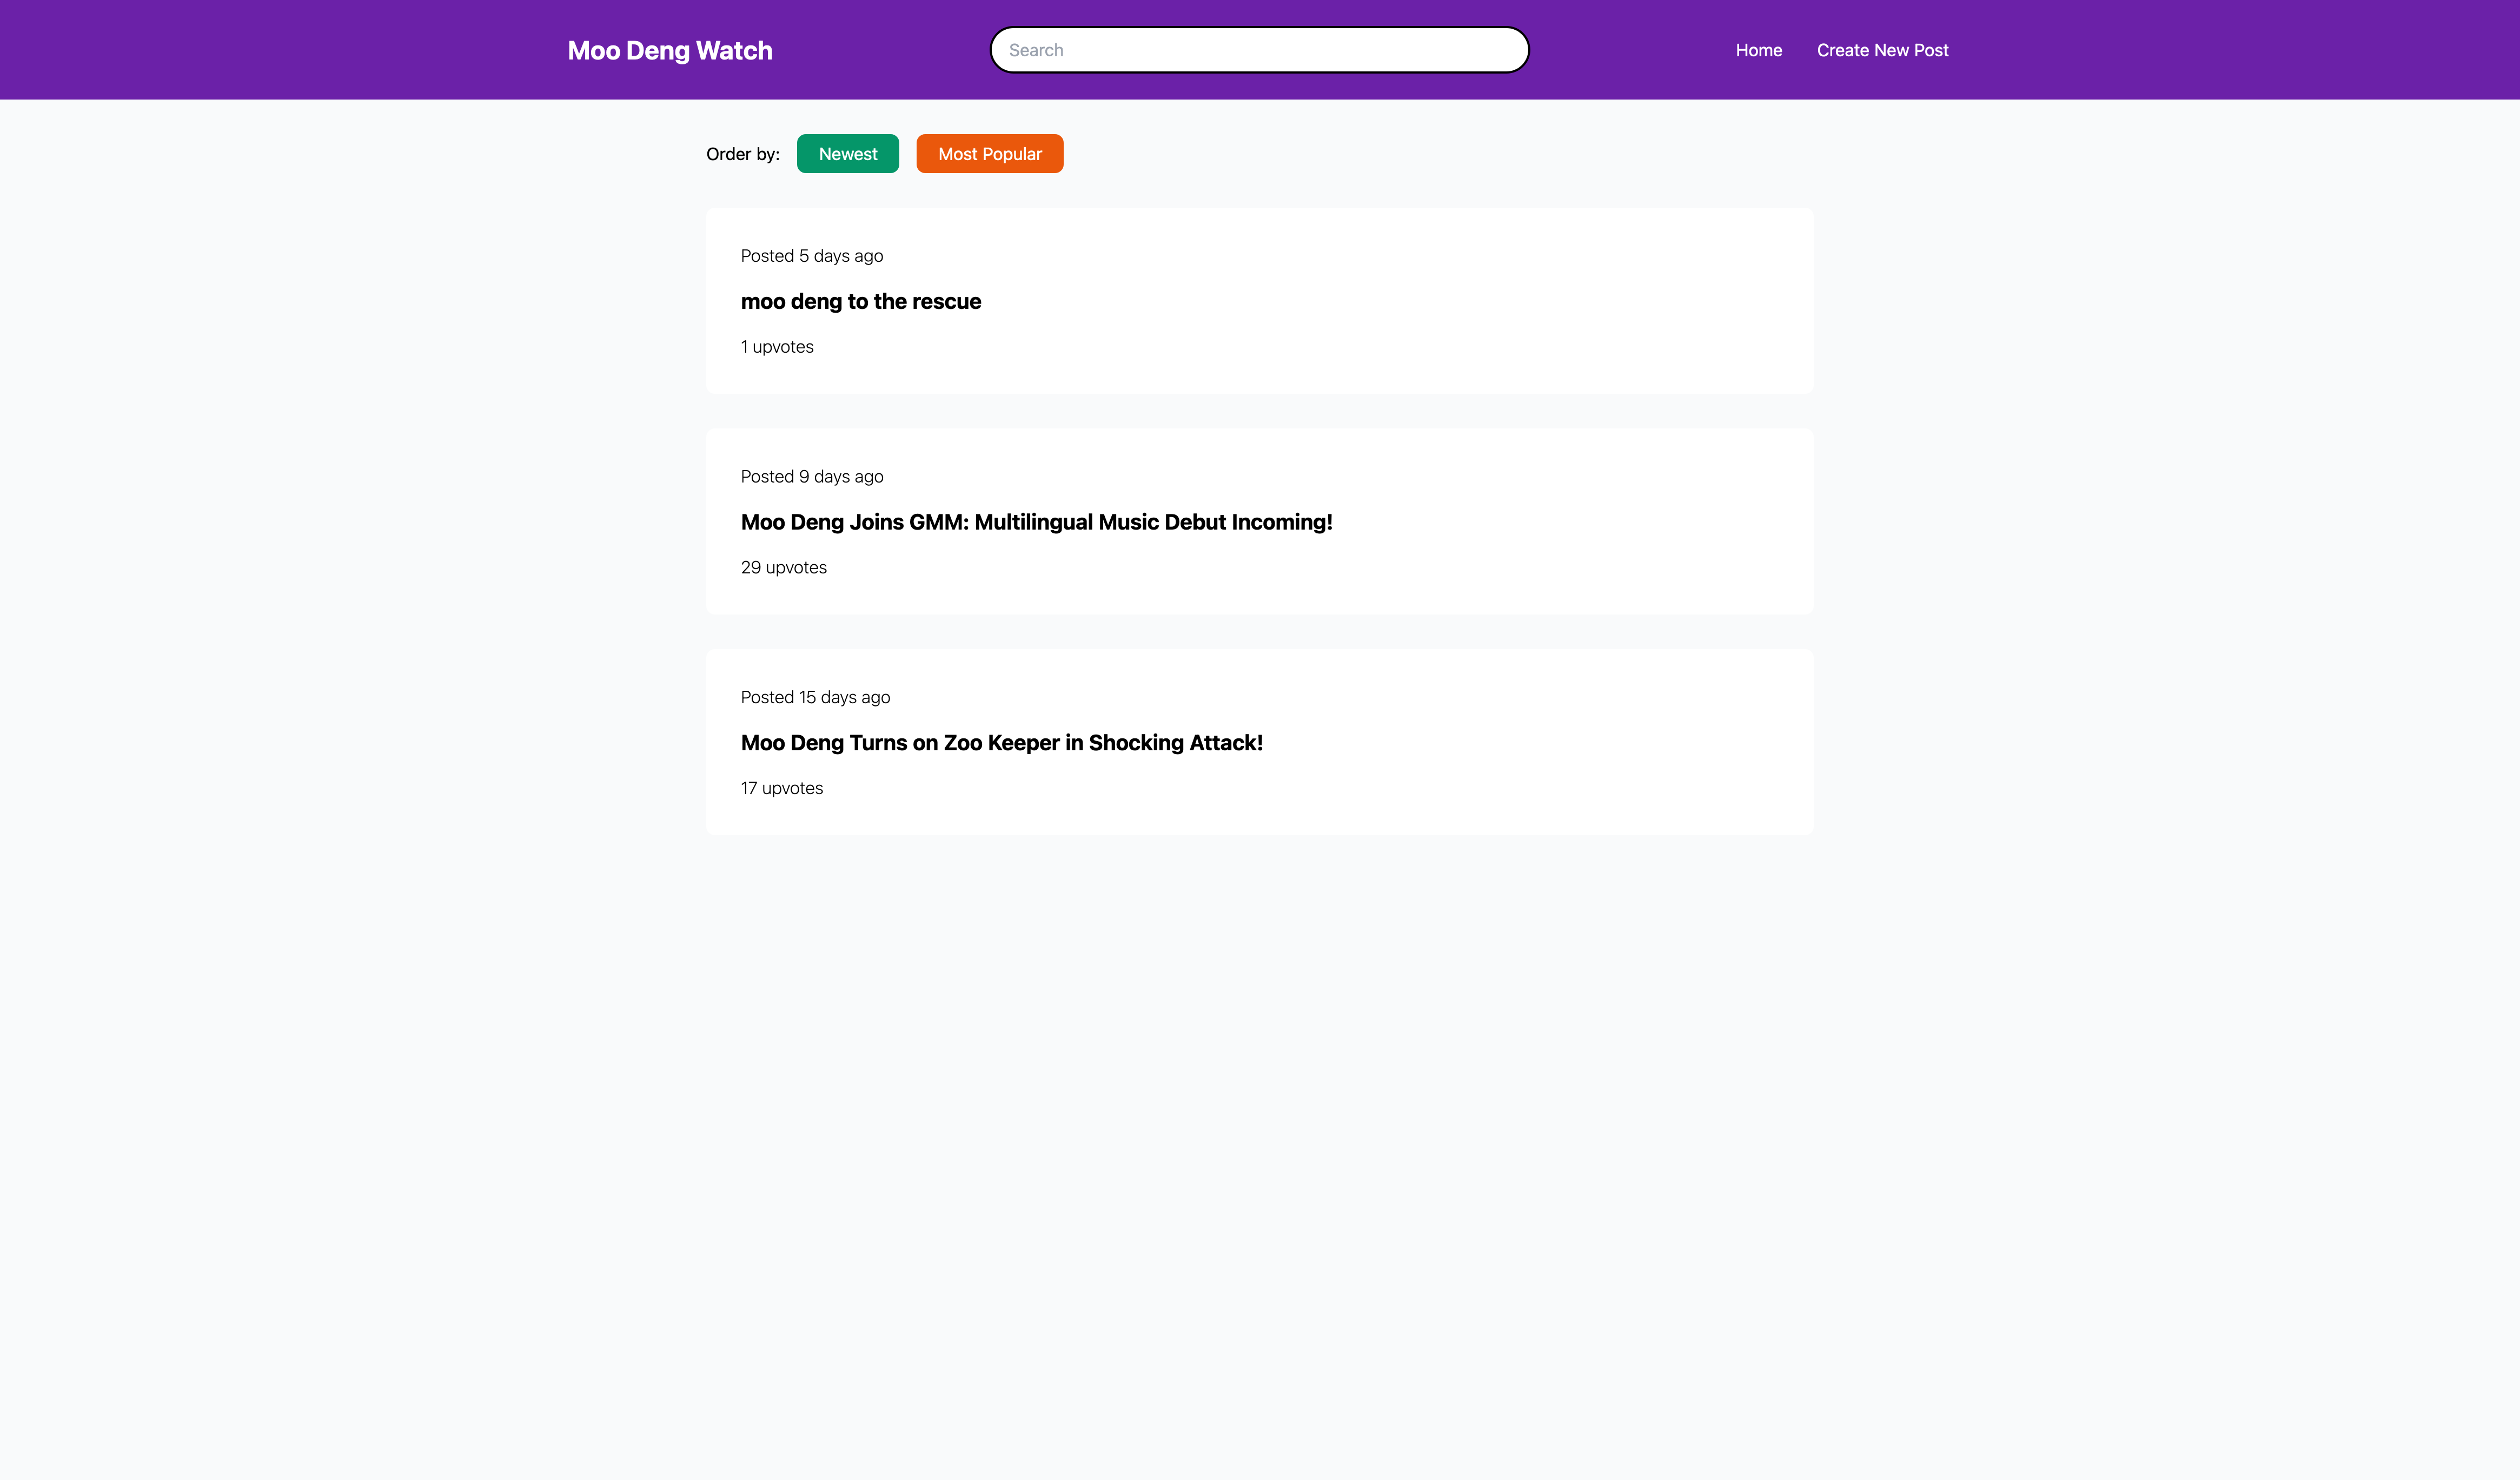 Moo Deng Watch
Search
Home
Create New Post
Order by:
Newest
Most Popular
Posted 5 days ago
moo deng to the rescue
1 upvotes
Posted 9 days ago
Moo Deng Joins GMM: Multilingual Music Debut Incoming!
29 upvotes
Posted 15 days ago
Moo Deng Turns on Zoo Keeper in Shocking Attack!
17 upvotes